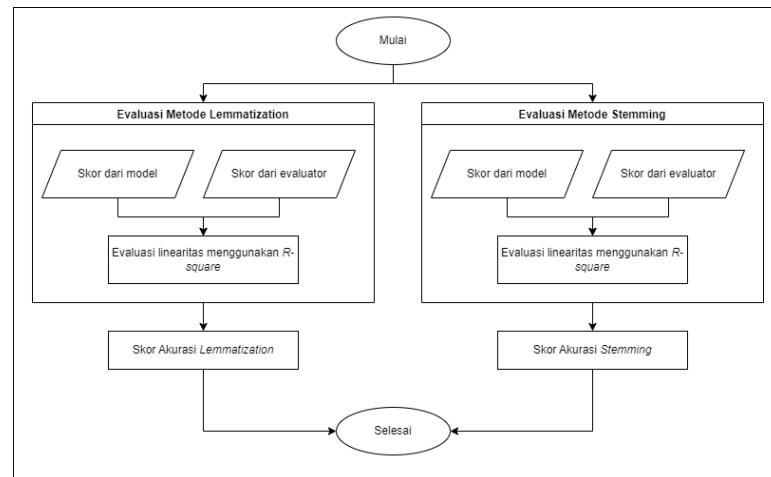 Mulai
Evaluasi Metode Lemmatization
Skor dari model
Skor dari evaluator
Evaluasi linearitas menggunakan R-
square
Skor Akurasi Lemmatization
Evaluasi Metode Stemming
Skor dari model
Skor dari evaluator
Evaluasi linearitas menggunakan R-
square
Skor Akurasi Stemming
Selesai